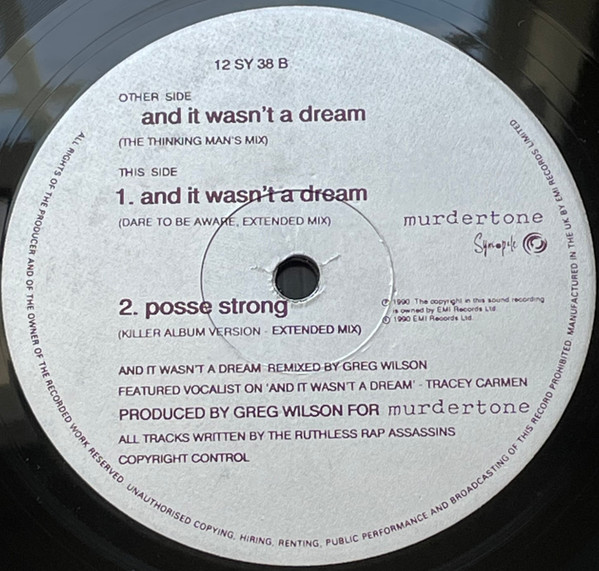 12 SY 38 B
OTHER SIDE
and it wasn't a dream
(THE THINKING MAN'S MIX)
THIS SIDE
1. and it wasn't a dream
(DARE TO BE AWARE, EXTENDED MIX)
murdertone
Syncopate
2. posse strong
(KILLER ALBUM VERSION - EXTENDED MIX)
℗ 1990 The copyright in this sound recording
is owned by EMI Records Ltd.
© 1990 EMI Records Ltd.
AND IT WASN'T A DREAM REMIXED BY GREG WILSON
FEATURED VOCALIST ON 'AND IT WASN'T A DREAM' - TRACEY CARMEN
PRODUCED BY GREG WILSON FOR murdertone
ALL TRACKS WRITTEN BY THE RUTHLESS RAP ASSASSINS
COPYRIGHT CONTROL
ALL RIGHTS OF THE PRODUCER AND OF THE OWNER OF THE RECORDED WORK RESERVED. UNAUTHORISED COPYING, HIRING, RENTING, PUBLIC PERFORMANCE AND BROADCASTING OF THIS RECORD PROHIBITED. MANUFACTURED IN THE UK BY EMI RECORDS LIMITED